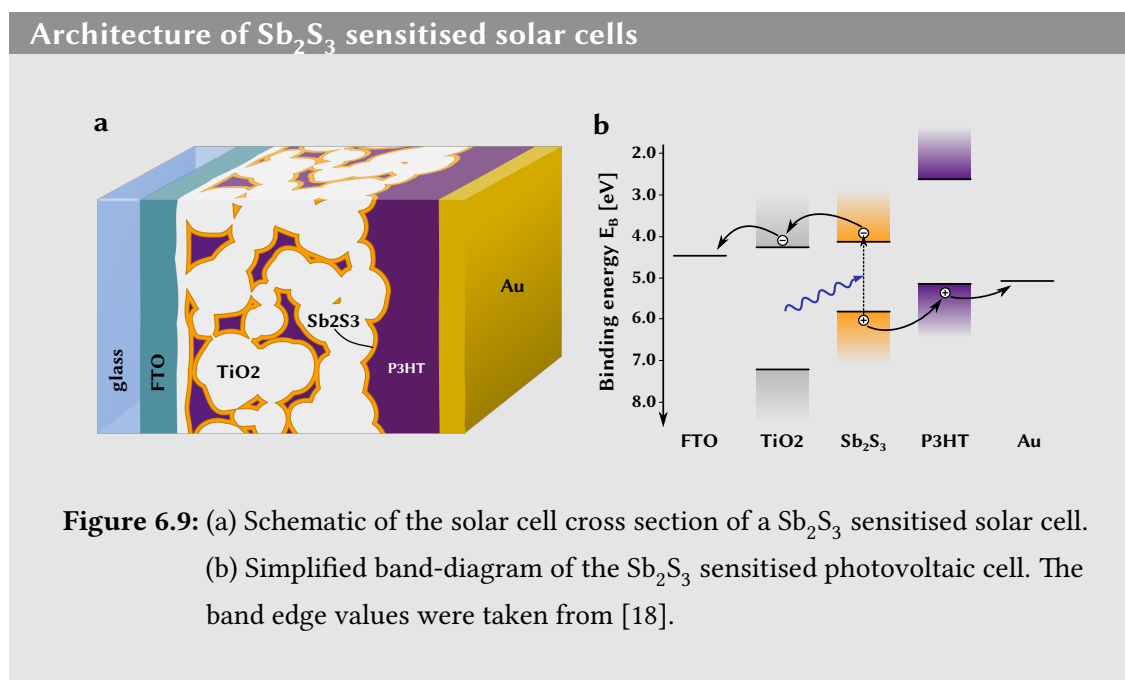 Architecture of Sb₂S₃ sensitised solar cells
a
glass
FTO
TiO2
Sb2S3
P3HT
Au
b
Binding energy E_B [eV]
2.0
3.0
4.0
5.0
6.0
7.0
8.0
FTO TiO2 Sb₂S₃ P3HT Au
Figure 6.9: (a) Schematic of the solar cell cross section of a Sb₂S₃ sensitised solar cell.
(b) Simplified band-diagram of the Sb₂S₃ sensitised photovoltaic cell. The
band edge values were taken from [18].